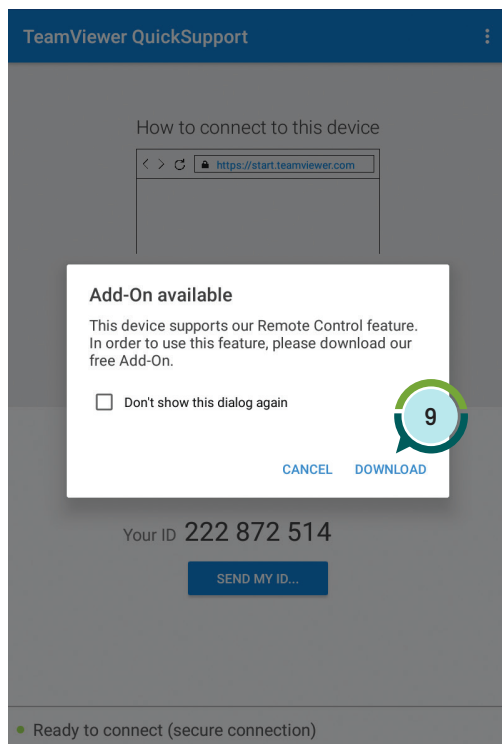 TeamViewer QuickSupport
How to connect to this device
https://start.teamviewer.com
Add-On available
This device supports our Remote Control feature.
In order to use this feature, please download our
free Add-On.
Don't show this dialog again
9
CANCEL DOWNLOAD
Your ID 222 872 514
SEND MY ID...
Ready to connect (secure connection)